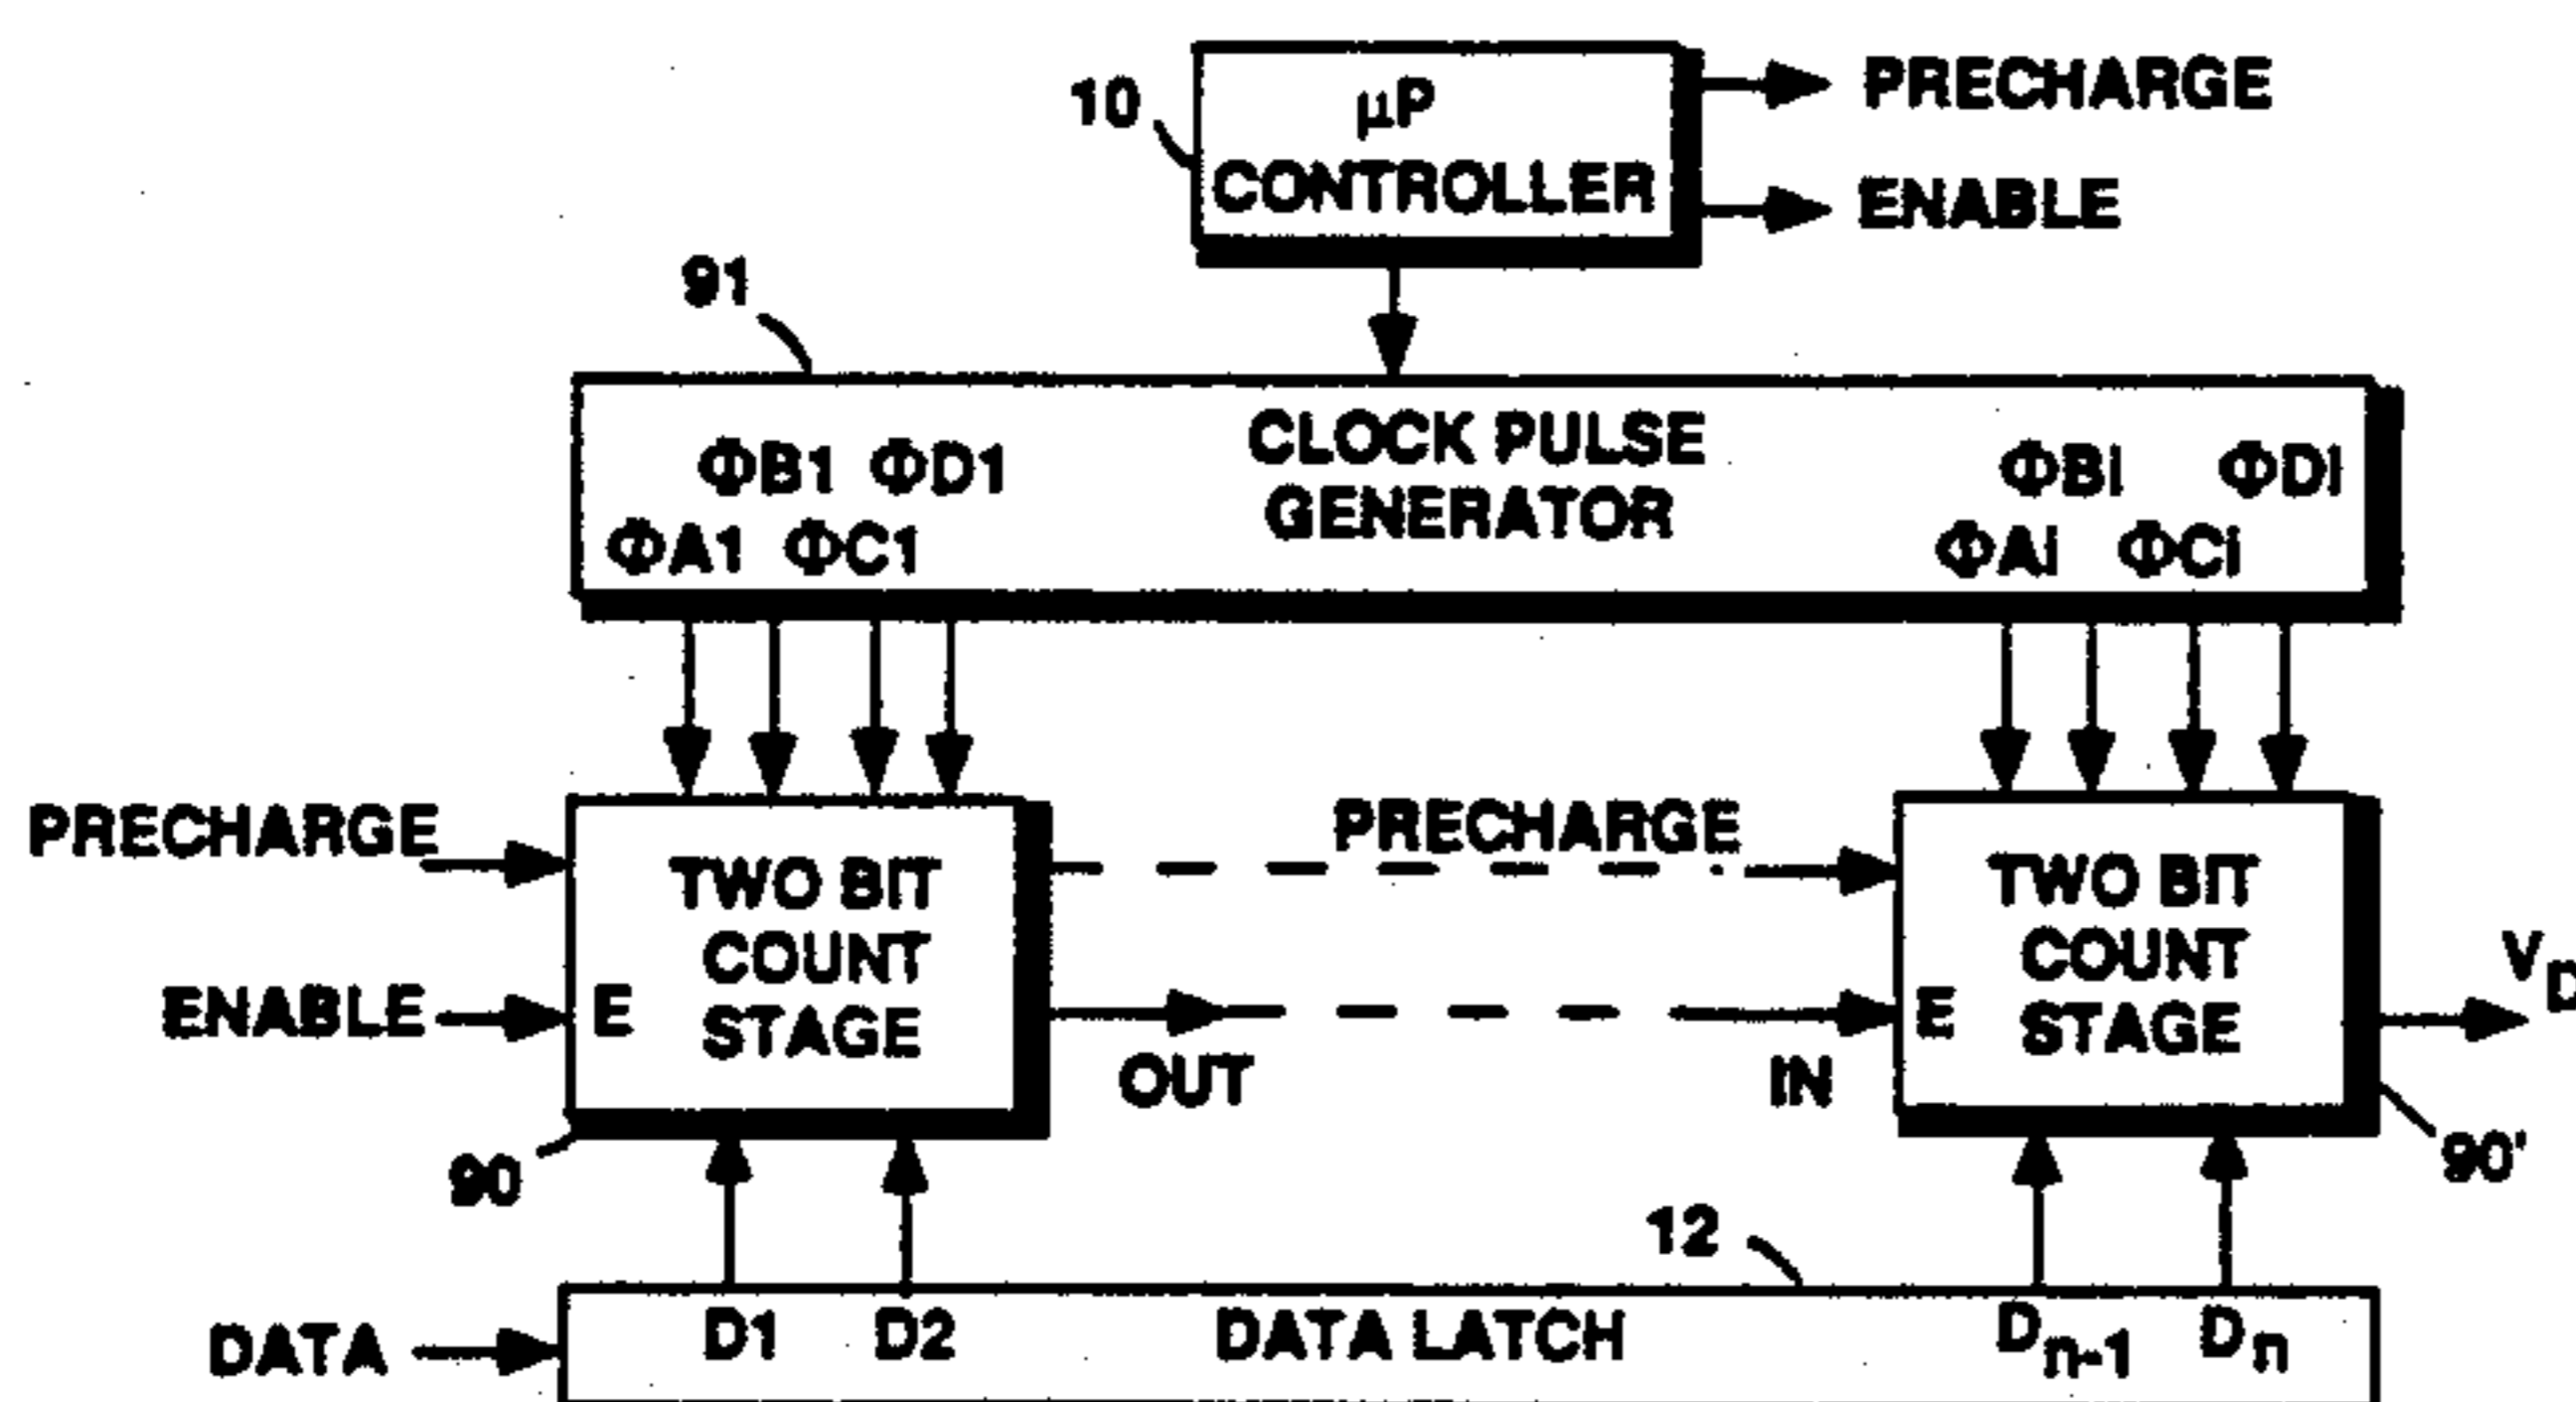 10
μP
CONTROLLER
PRECHARGE
ENABLE
91
CLOCK PULSE
GENERATOR
ΦB1 ΦD1
ΦA1 ΦC1
ΦBi ΦDi
ΦAi ΦCi
PRECHARGE
ENABLE
E
TWO BIT
COUNT
STAGE
PRECHARGE
OUT
IN
E
TWO BIT
COUNT
STAGE
VD
90
90'
12
DATA
D1 D2 DATA LATCH Dn-1 Dn